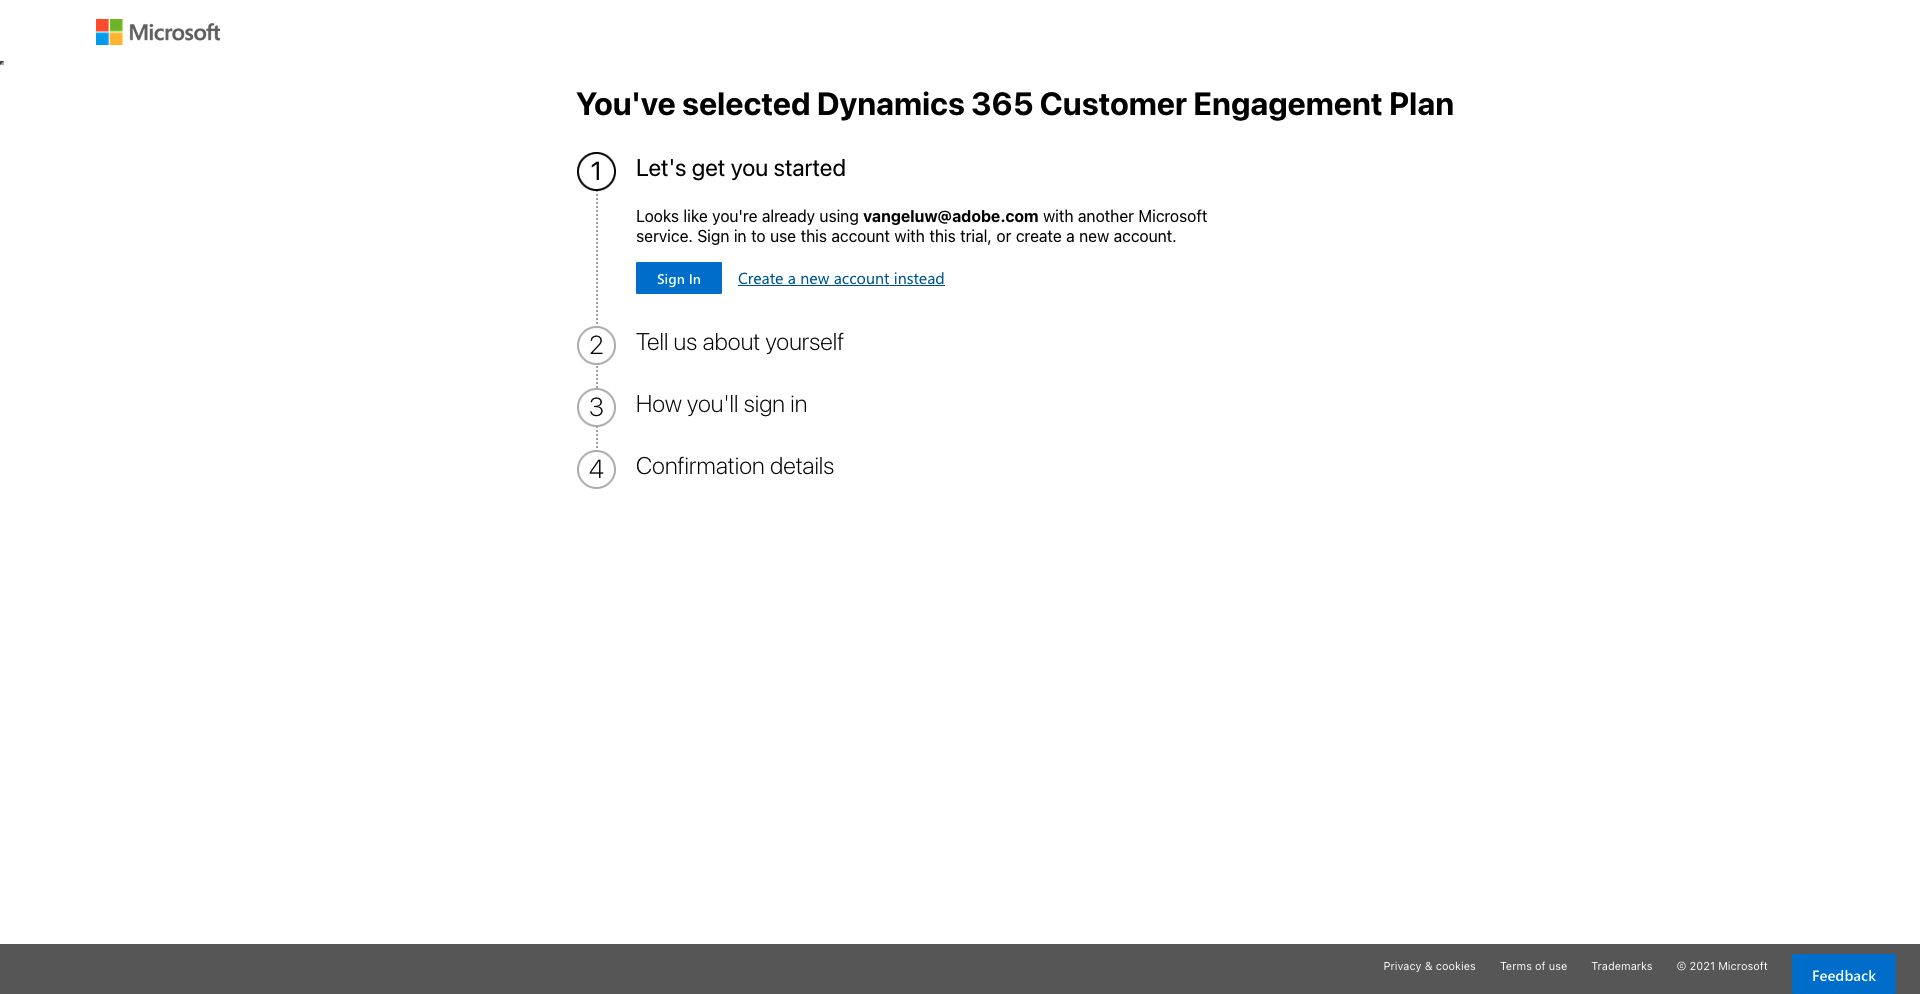 Microsoft
You've selected Dynamics 365 Customer Engagement Plan
1 Let's get you started
Looks like you're already using vangeluw@adobe.com with another Microsoft
service. Sign in to use this account with this trial, or create a new account.
Sign In Create a new account instead
2 Tell us about yourself
3 How you'll sign in
4 Confirmation details
Privacy & cookies Terms of use Trademarks © 2021 Microsoft Feedback